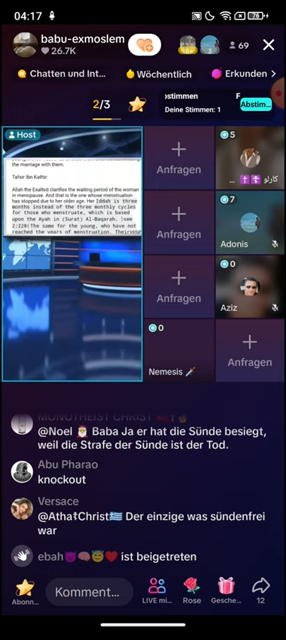 04:17
76
babu-exmoslem
26.7K
69
Chatten und Int...
Wöchentlich
Erkunden
2/3
stimmen
F
Deine Stimmen: 1
Abstim...
Host
the marriage with them.
Tafsir Ibn Kathir:
Allah the Exalted clarifies the waiting period of the woman
in menopause. And that is the one whose menstruation
has stopped due to her older age. Her Iddah is three
months instead of the three monthly cycles
for those who menstruate, which is based
upon the Ayah in (Surat) Al-Baqarah. [see
2:228] The same for the young, who have not
reached the years of menstruation.
Anfragen
5
كارلو
Anfragen
7
Adonis
Anfragen
0
Aziz
0
Nemesis
Anfragen
MONOTHEIST CHRIST
@Noel Baba Ja er hat die Sünde besiegt,
weil die Strafe der Sünde ist der Tod.
Abu Pharao
knockout
Versace
@Atha✝Christ Der einzige was sündenfrei
war
ebah ist beigetreten
Abonn...
Komment...
LIVE mi...
Rose
Gesche...
12